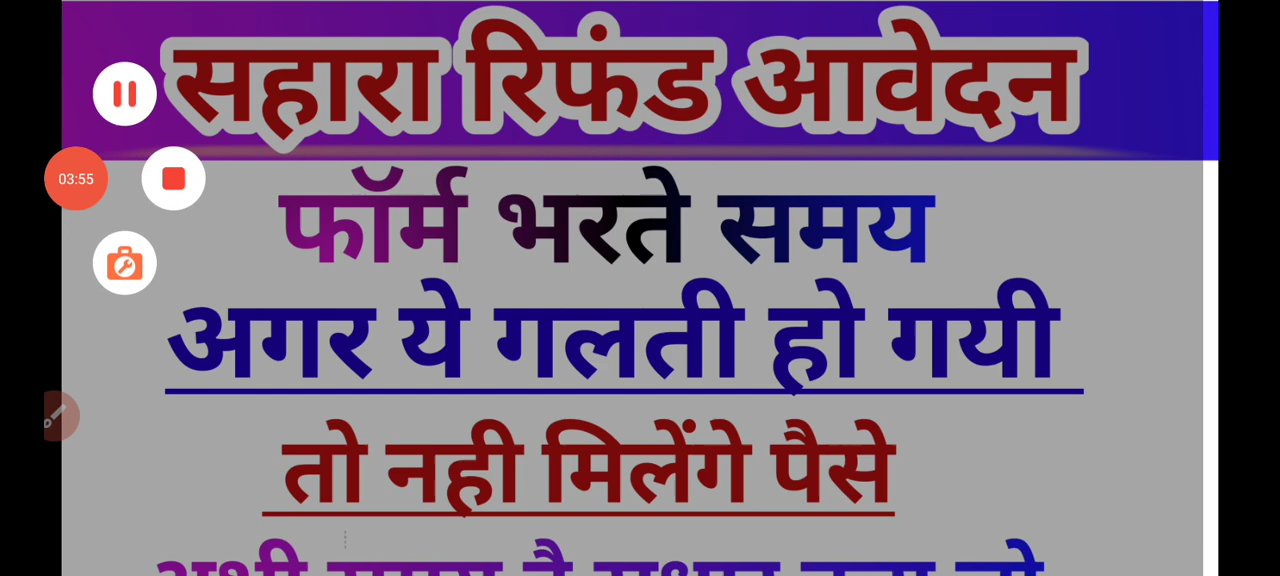 सहारा रिफंड आवेदन
फॉर्म भरते समय
03:55
अगर ये गलती हो गयी
तो नही मिलेंगे पैसे